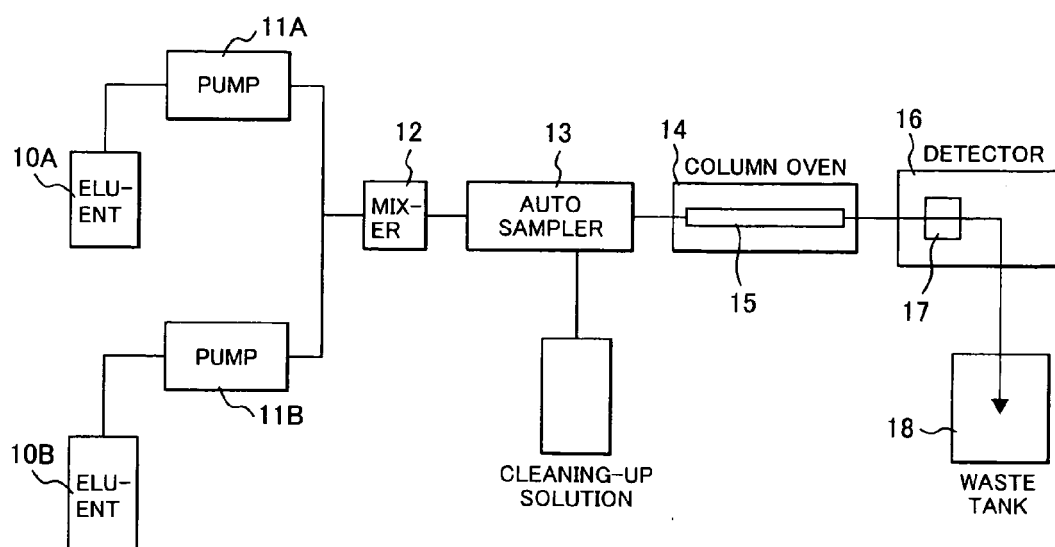 11A
PUMP
10A
ELU-
ENT
12
MIX-
ER
13
AUTO
SAMPLER
14
COLUMN OVEN
15
16
DETECTOR
17
PUMP
11B
10B
ELU-
ENT
CLEANING-UP
SOLUTION
18
WASTE
TANK